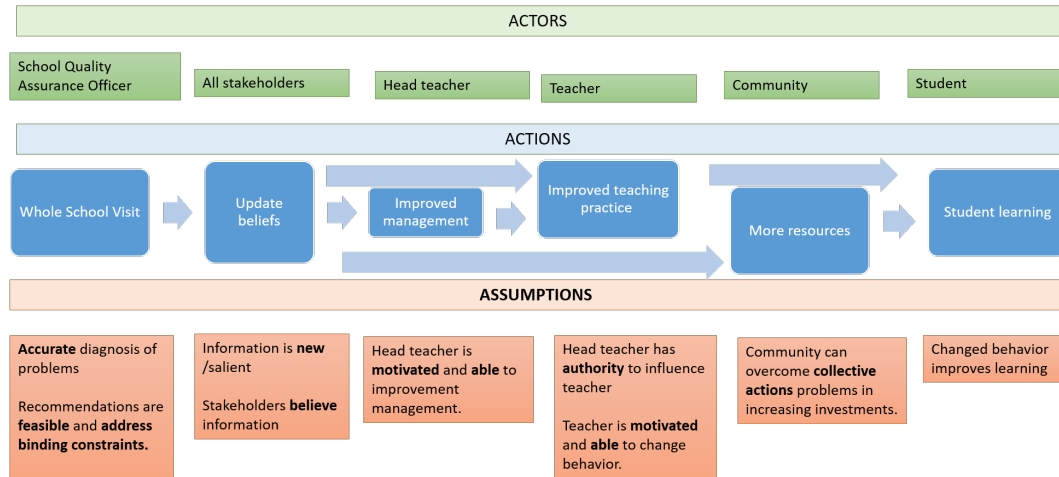 ACTORS
School Quality
Assurance Officer
All stakeholders
Head teacher
Teacher
Community
Student
ACTIONS
Whole School Visit
Update
beliefs
Improved
management
Improved teaching
practice
More resources
Student learning
ASSUMPTIONS
Accurate diagnosis of
problems
Recommendations are
feasible and address
binding constraints.
Information is new
/salient
Stakeholders believe
information
Head teacher is
motivated and able to
improvement
management.
Head teacher has
authority to influence
teacher
Teacher is motivated
and able to change
behavior.
Community can
overcome collective
actions problems in
increasing investments.
Changed behavior
improves learning